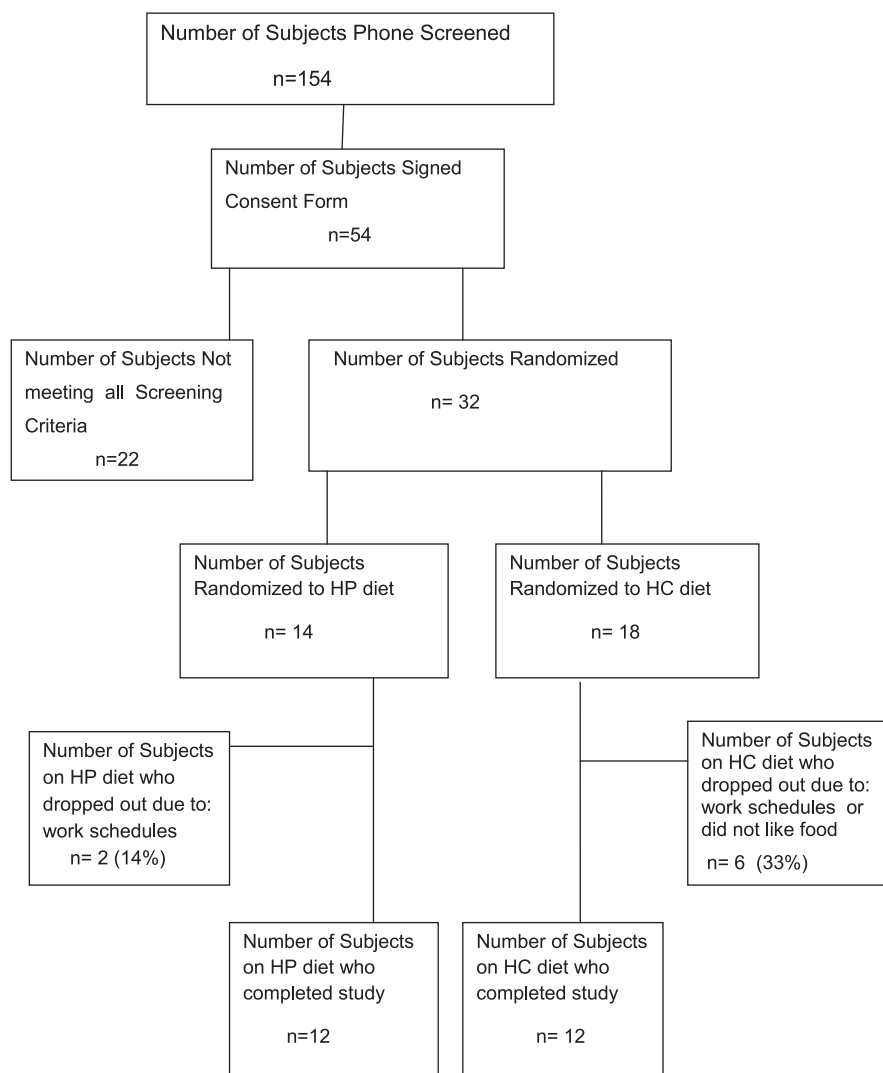 Number of Subjects Phone Screened
n=154
Number of Subjects Signed
Consent Form
n=54
Number of Subjects Not
meeting all Screening
Criteria
n=22
Number of Subjects Randomized
n= 32
Number of Subjects
Randomized to HP diet
n= 14
Number of Subjects
Randomized to HC diet
n= 18
Number of Subjects
on HP diet who
dropped out due to:
work schedules
n= 2 (14%)
Number of Subjects
on HC diet who
dropped out due to:
work schedules or
did not like food
n= 6 (33%)
Number of Subjects
on HP diet who
completed study
n=12
Number of Subjects
on HC diet who
completed study
n= 12